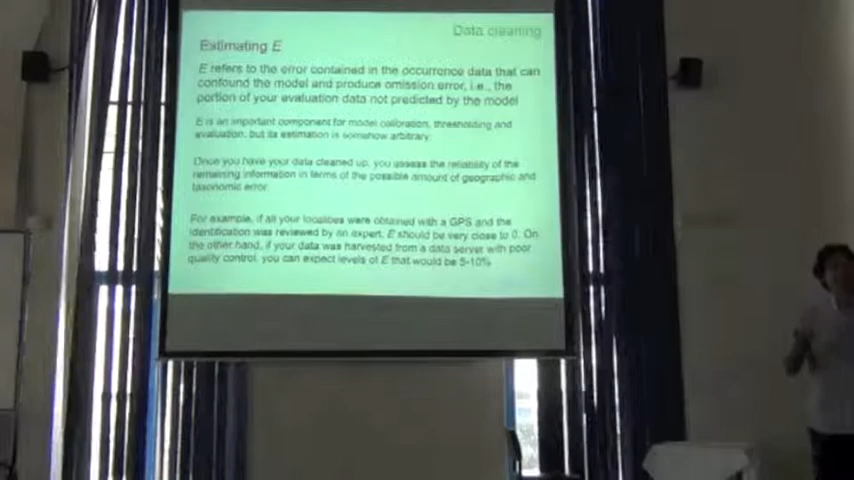 Data cleaning
Estimating E
E refers to the error contained in the occurrence data that can
confound the model and produce omission error, i.e., the
portion of your evaluation data not predicted by the model
E is an important component for model calibration, thresholding and
evaluation, but its estimation is somehow arbitrary.
Once you have your data cleaned up, you assess the reliability of the
remaining information in terms of the possible amount of geographic and
taxonomic error.
For example, if all your localities were obtained with a GPS and the
identification was reviewed by an expert, E should be very close to 0. On
the other hand, if your data was harvested from a data server with poor
quality control, you can expect levels of E that would be 5-10%